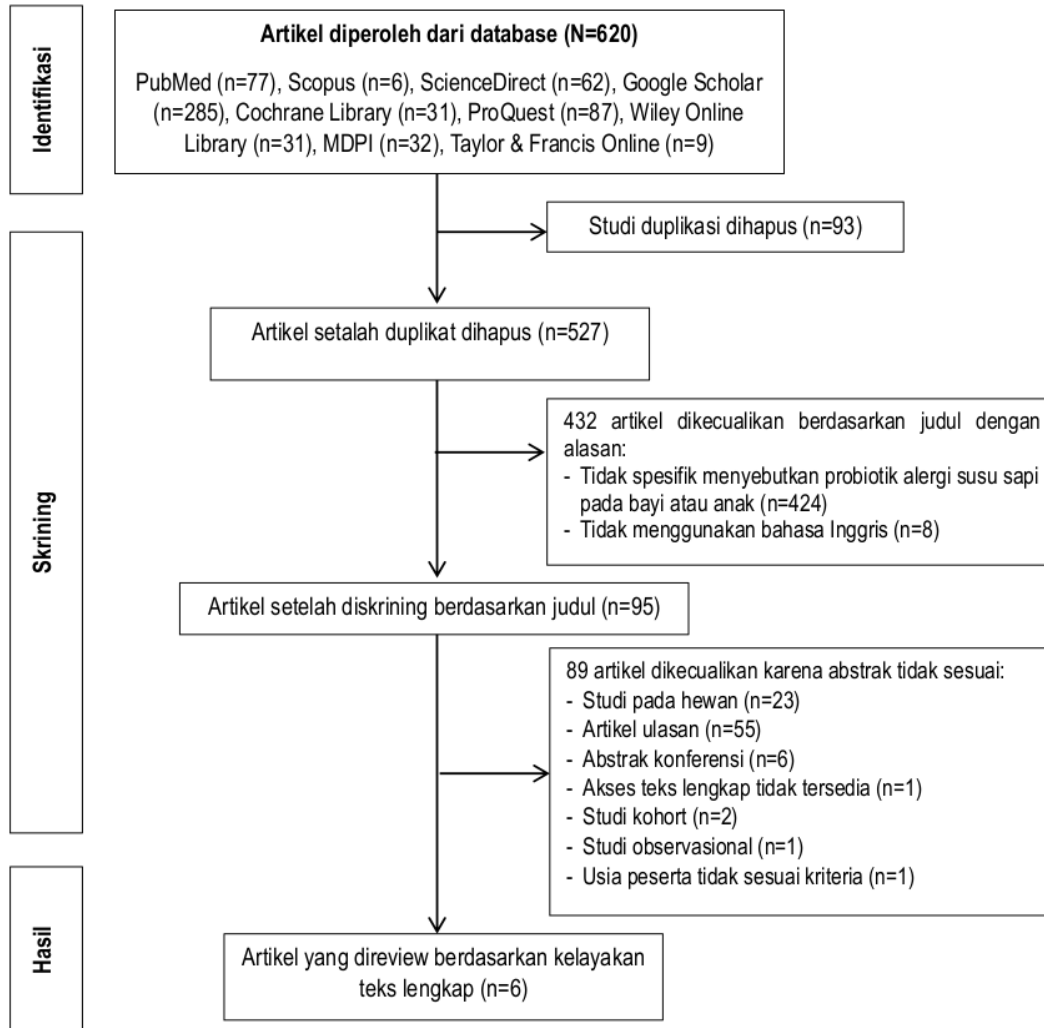 Identifikasi
Artikel diperoleh dari database (N=620)
PubMed (n=77), Scopus (n=6), ScienceDirect (n=62), Google Scholar
(n=285), Cochrane Library (n=31), ProQuest (n=87), Wiley Online
Library (n=31), MDPI (n=32), Taylor & Francis Online (n=9)
Studi duplikasi dihapus (n=93)
Skrining
Artikel setalah duplikat dihapus (n=527)
432 artikel dikecualikan berdasarkan judul dengan
alasan:
- Tidak spesifik menyebutkan probiotik alergi susu sapi
pada bayi atau anak (n=424)
- Tidak menggunakan bahasa Inggris (n=8)
Artikel setelah diskrining berdasarkan judul (n=95)
89 artikel dikecualikan karena abstrak tidak sesuai:
- Studi pada hewan (n=23)
- Artikel ulasan (n=55)
- Abstrak konferensi (n=6)
- Akses teks lengkap tidak tersedia (n=1)
- Studi kohort (n=2)
- Studi observasional (n=1)
- Usia peserta tidak sesuai kriteria (n=1)
Hasil
Artikel yang direview berdasarkan kelayakan
teks lengkap (n=6)